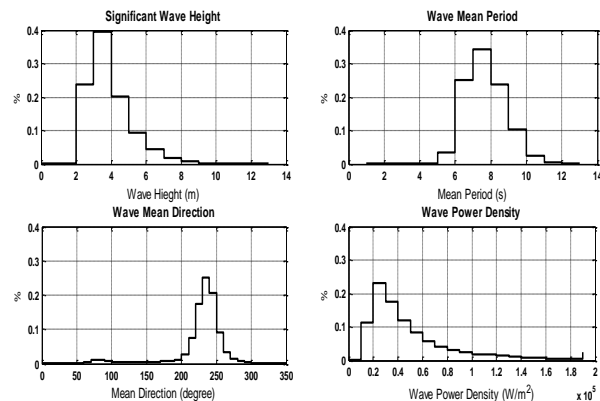 Significant Wave Height
0.4
0.3
0.2
0.1
0
%
0 2 4 6 8 10 12 14
Wave Hieght (m)
Wave Mean Period
0.4
0.3
0.2
0.1
0
%
0 2 4 6 8 10 12 14
Mean Period (s)
Wave Mean Direction
0.4
0.3
0.2
0.1
0
%
0 50 100 150 200 250 300 350
Mean Direction (degree)
Wave Power Density
0.4
0.3
0.2
0.1
0
%
0 0.2 0.4 0.6 0.8 1 1.2 1.4 1.6 1.8 2
Wave Power Density (W/m²)
x 10⁵